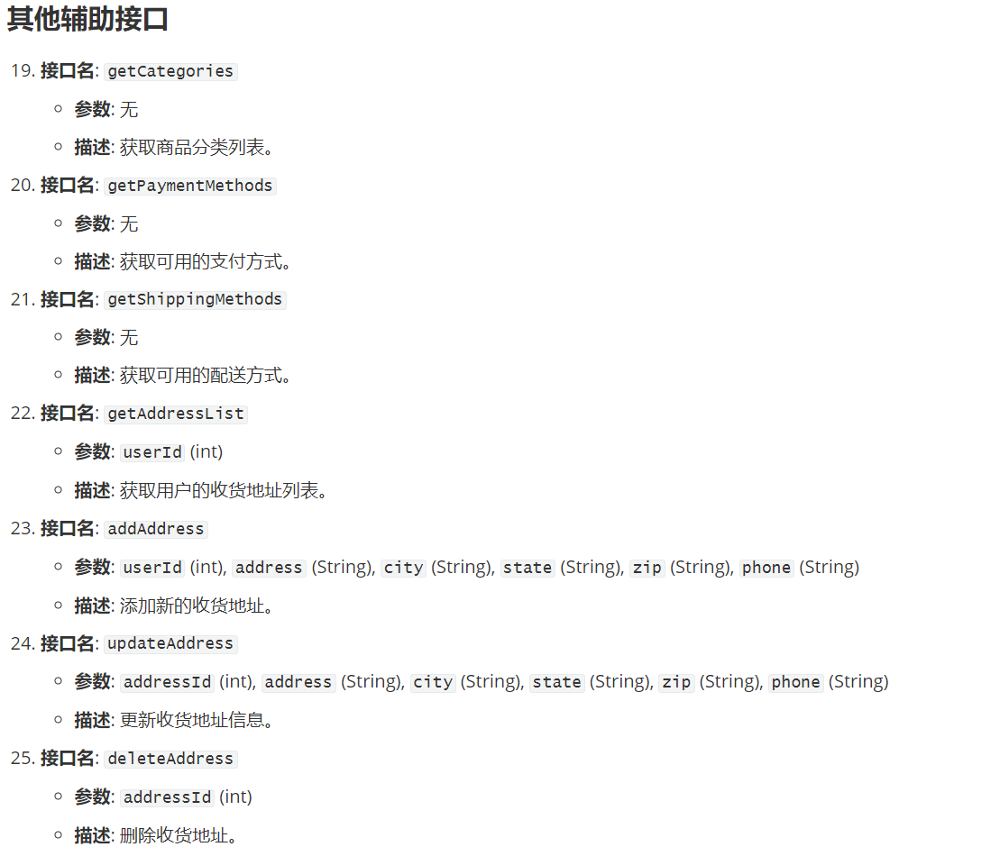 其他辅助接口
19. 接口名: getCategories
参数: 无
描述: 获取商品分类列表。
20. 接口名: getPaymentMethods
参数: 无
描述: 获取可用的支付方式。
21. 接口名: getShippingMethods
参数: 无
描述: 获取可用的配送方式。
22. 接口名: getAddressList
参数: userId (int)
描述: 获取用户的收货地址列表。
23. 接口名: addAddress
参数: userId (int), address (String), city (String), state (String), zip (String), phone (String)
描述: 添加新的收货地址。
24. 接口名: updateAddress
参数: addressId (int), address (String), city (String), state (String), zip (String), phone (String)
描述: 更新收货地址信息。
25. 接口名: deleteAddress
参数: addressId (int)
描述: 删除收货地址。